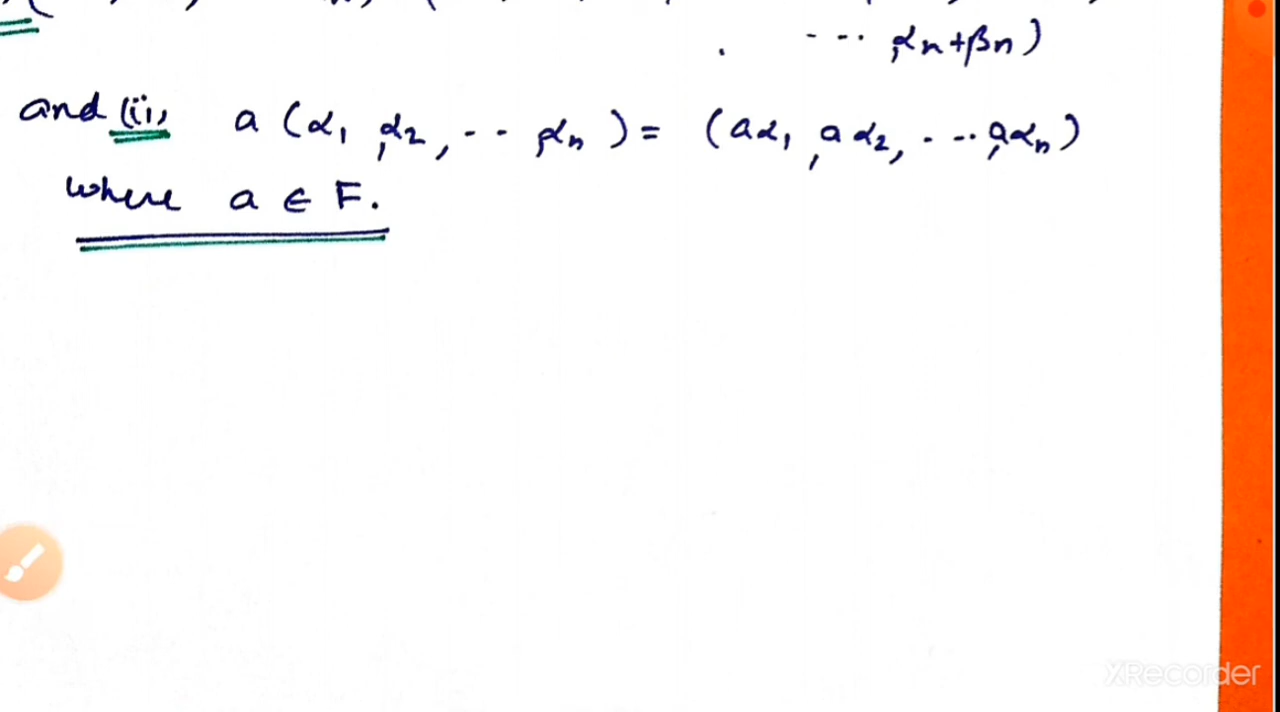 ... , αn+βn)
and (ii) a (α1, α2, -- , αn) = (aα1, aα2, - -- , aαn)
where a ∈ F.
XRecorder